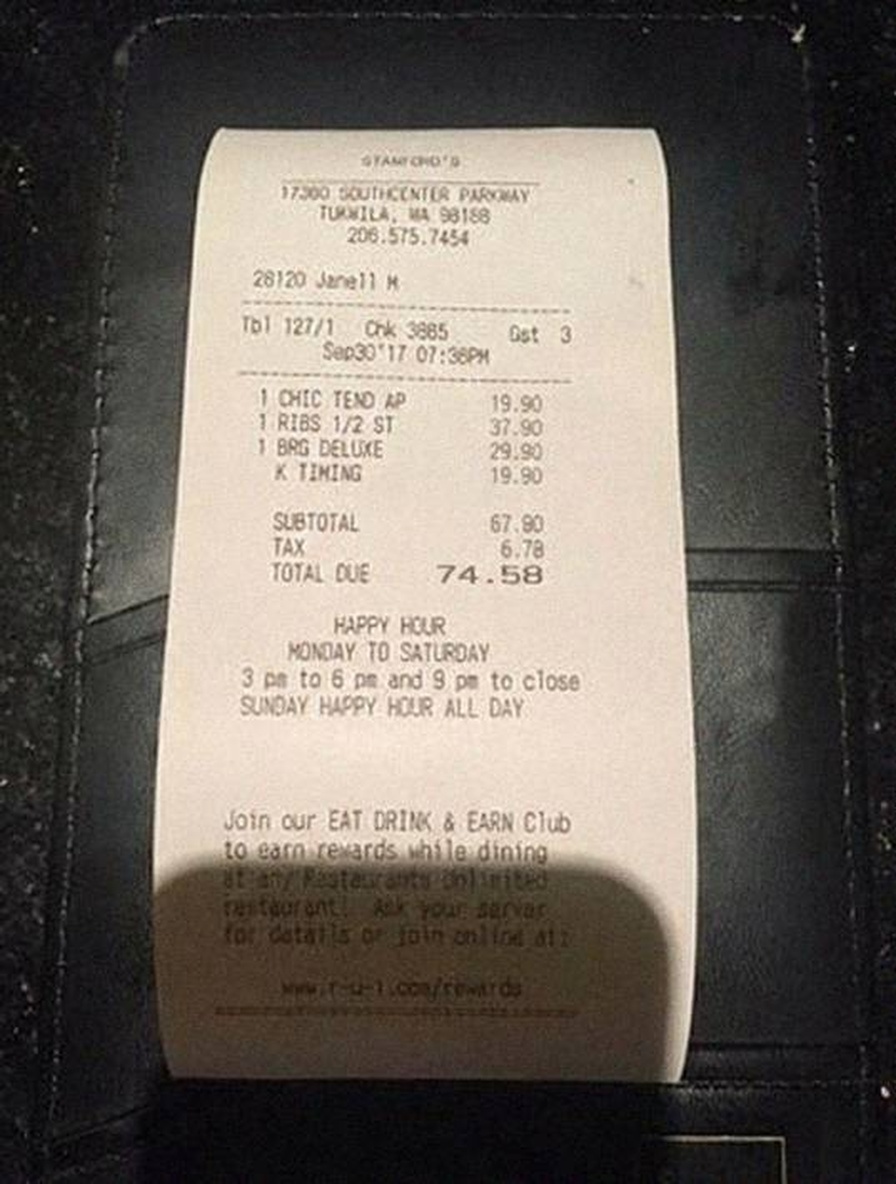 STANFORD'S
17380 SOUTHCENTER PARKWAY
TUKWILA, WA 98188
206.575.7454
28120 Janell M
Tbl 127/1 Chk 3885 Gst 3
Sep30'17 07:36PM
1 CHIC TEND AP 19.90
1 RIBS 1/2 ST 37.90
1 BRG DELUXE 29.90
K TIMING 19.90
SUBTOTAL 67.80
TAX 6.78
TOTAL DUE 74.58
HAPPY HOUR
MONDAY TO SATURDAY
3 pm to 6 pm and 9 pm to close
SUNDAY HAPPY HOUR ALL DAY
Join our EAT DRINK & EARN Club
to earn rewards while dining
at any Restaurants Unlimited
restaurant! Ask your server
for details or join online at:
www.r-u-i.com/rewards